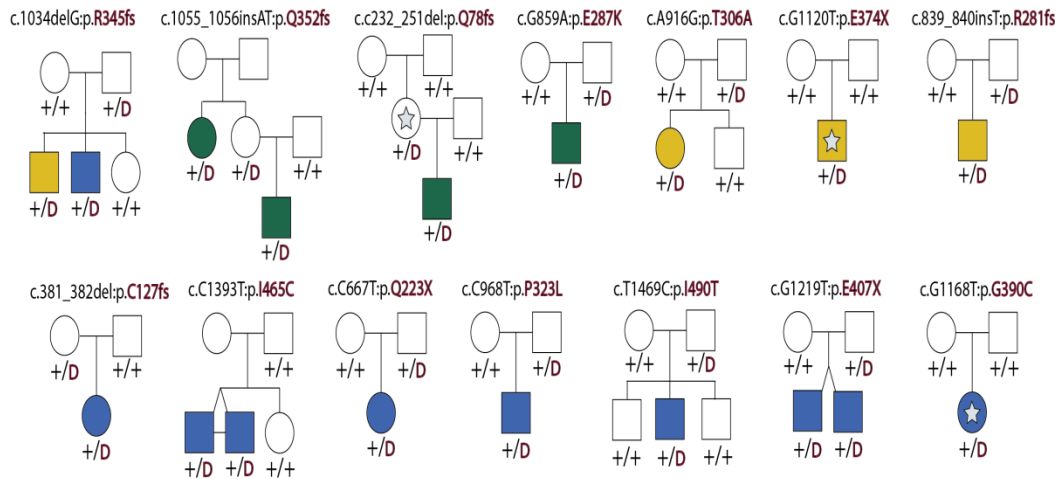 c.1034delG:p.R345fs
+/+ +/D
+/D +/D +/+
c.1055_1056insAT:p.Q352fs
+/D +/D +/+
+/D
c.c232_251del:p.Q78fs
+/+ +/+
+/D +/+
+/D
c.G859A:p.E287K
+/+ +/D
+/D
c.A916G:p.T306A
+/+ +/D
+/D +/+
c.G1120T:p.E374X
+/+ +/+
+/D
c.839_840insT:p.R281fs
+/+ +/D
+/D
c.381_382del:p.C127fs
+/D +/+
+/D
c.C1393T:p.I465C
+/+
+/D +/D +/+
c.C667T:p.Q223X
+/+ +/D
+/D
c.C968T:p.P323L
+/+ +/D
+/D
c.T1469C:p.I490T
+/+ +/D
+/+ +/D +/+
c.G1219T:p.E407X
+/+ +/D
+/D +/D
c.G1168T:p.G390C
+/+ +/+
+/D